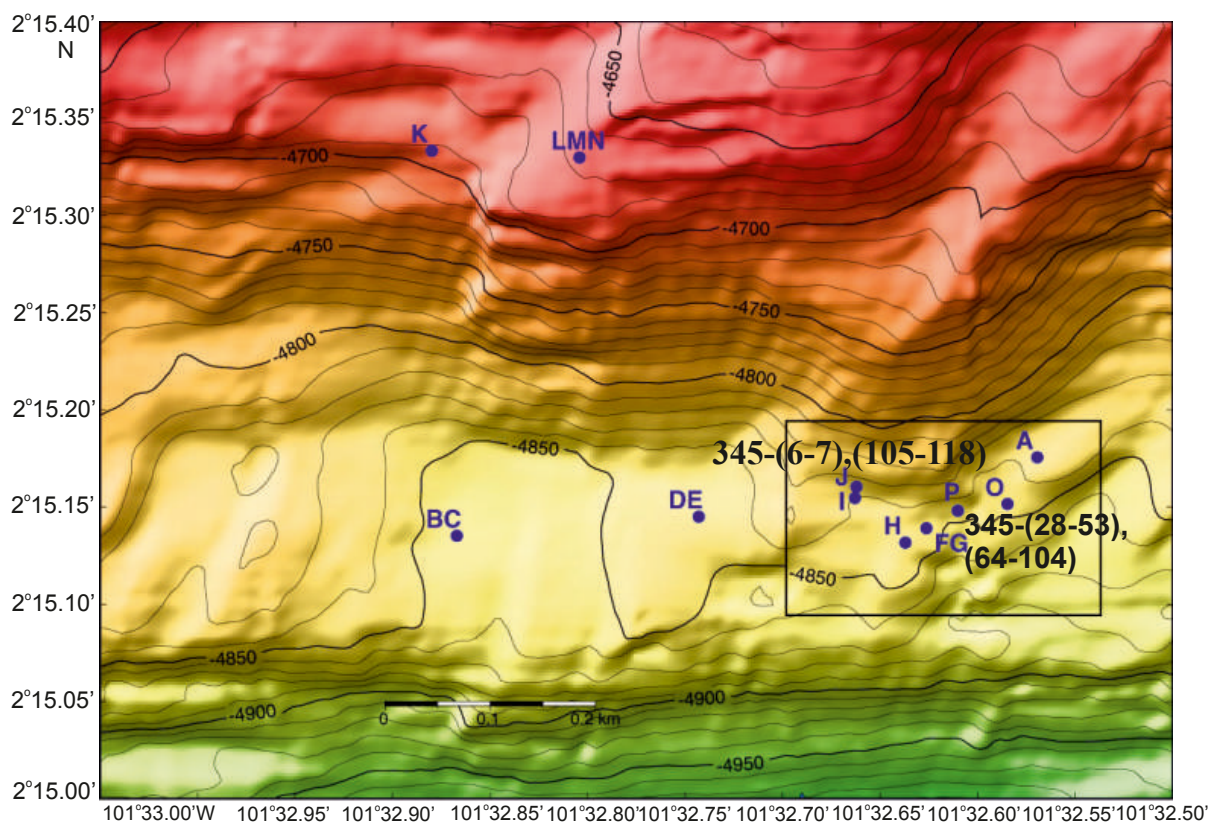 2°15.40'
N
-4650
2°15.35'
K
LMN
-4700
2°15.30'
-4700
-4750
2°15.25'
-4750
-4800
-4800
2°15.20'
-4850
A
345-(6-7),(105-118)
J
I
P
O
2°15.15'
DE
BC
H
FG
345-(28-53),
(64-104)
-4850
2°15.10'
-4850
2°15.05'
-4900
-4900
0 0.1 0.2 km
-4950
2°15.00'
101°33.00'W 101°32.95' 101°32.90' 101°32.85' 101°32.80' 101°32.75' 101°32.70' 101°32.65' 101°32.60' 101°32.55' 101°32.50'